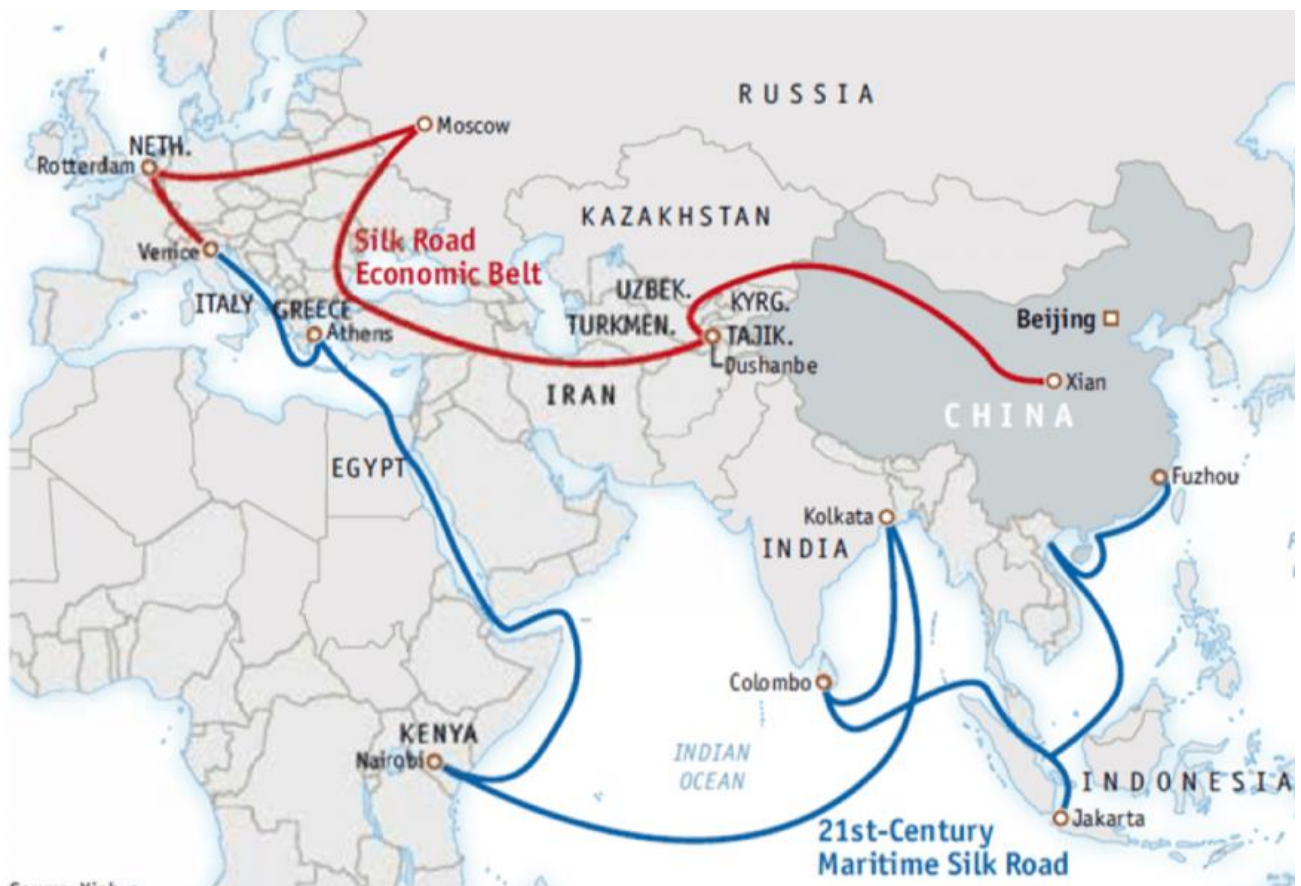 RUSSIA
Moscow
NETH.
Rotterdam
KAZAKHSTAN
Venice
Silk Road
Economic Belt
UZBEK.
KYRG.
ITALY
GREECE
TURKMEN.
TAJIK.
Beijing
Athens
Dushanbe
IRAN
Xian
CHINA
EGYPT
Fuzhou
Kolkata
INDIA
Colombo
KENYA
Nairobi
INDIAN
OCEAN
INDONESIA
Jakarta
21st-Century
Maritime Silk Road